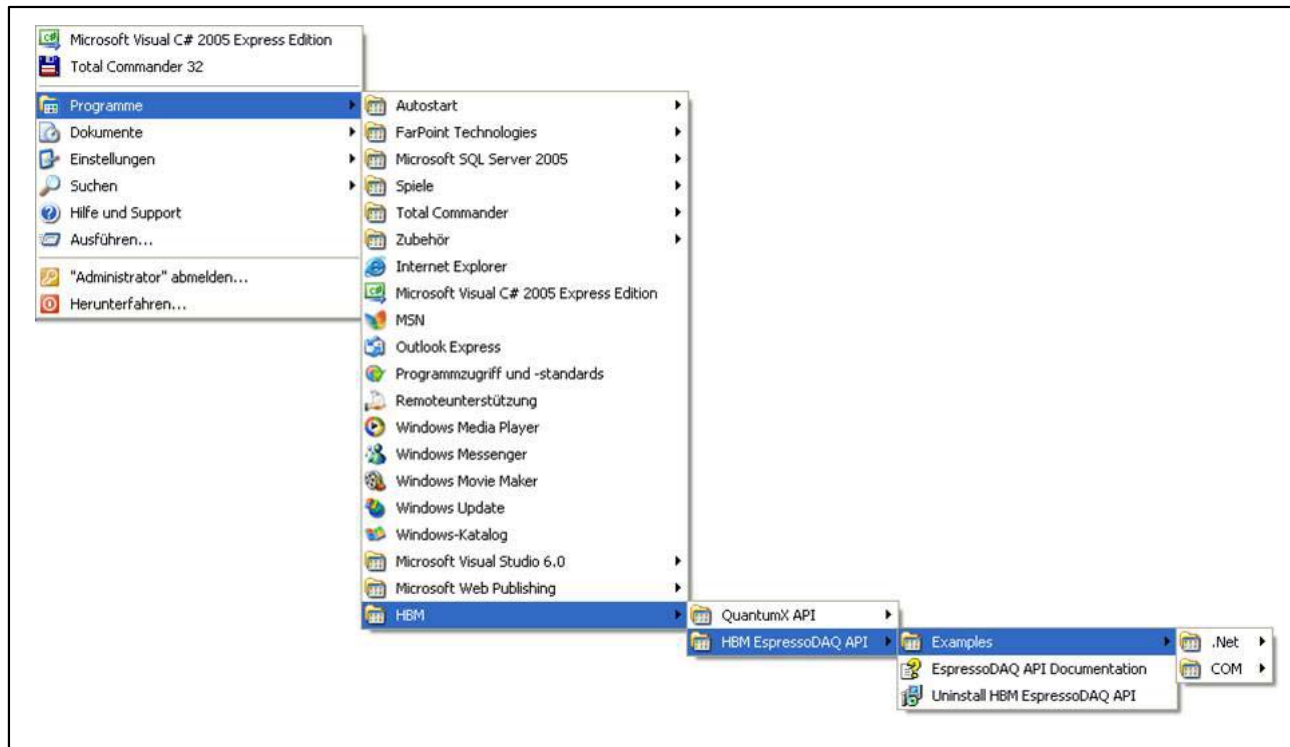 Microsoft Visual C# 2005 Express Edition
Total Commander 32
Programme
Dokumente
Einstellungen
Suchen
Hilfe und Support
Ausführen...
"Administrator" abmelden...
Herunterfahren...
Autostart
FarPoint Technologies
Microsoft SQL Server 2005
Spiele
Total Commander
Zubehör
Internet Explorer
Microsoft Visual C# 2005 Express Edition
MSN
Outlook Express
Programmzugriff und -standards
Remoteunterstützung
Windows Media Player
Windows Messenger
Windows Movie Maker
Windows Update
Windows-Katalog
Microsoft Visual Studio 6.0
Microsoft Web Publishing
HBM
QuantumX API
HBM EspressoDAQ API
Examples
EspressoDAQ API Documentation
Uninstall HBM EspressoDAQ API
.Net
COM